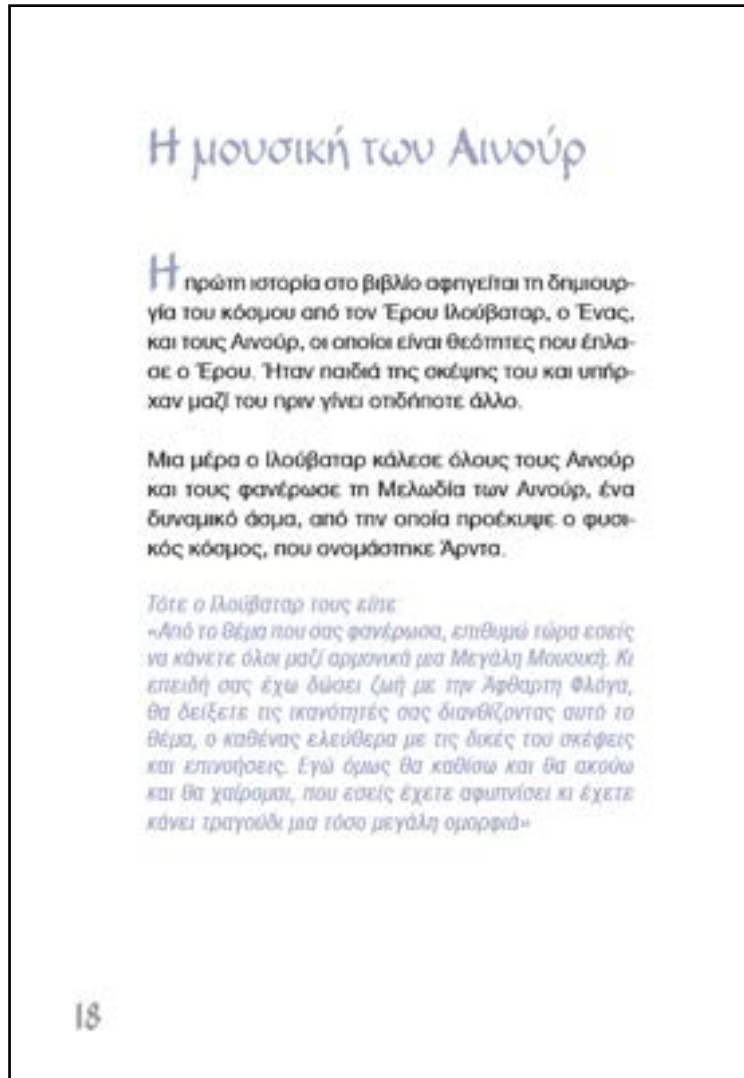 Η μουσική των Αινούρ
Η πρώτη ιστορία στο βιβλίο αφηγείται τη δημιουρ-
γία του κόσμου από τον Έρου Ιλούβαταρ, ο Ένας,
και τους Αινούρ, οι οποίοι είναι θεότητες που έπλα-
σε ο Έρου. Ήταν παιδιά της σκέψης του και υπήρ-
χαν μαζί του πριν γίνει οτιδήποτε άλλο.
Μια μέρα ο Ιλούβαταρ κάλεσε όλους τους Αινούρ
και τους φανέρωσε τη Μελωδία των Αινούρ, ένα
δυναμικό άσμα, από την οποία προέκυψε ο φυσι-
κός κόσμος, που ονομάστηκε Άρντα.
Τότε ο Ιλούβαταρ τους είπε
«Από το θέμα που σας φανέρωσα, επιθυμώ τώρα εσείς
να κάνετε όλοι μαζί αρμονικά μια Μεγάλη Μουσική. Κι
επειδή σας έχω δώσει ζωή με την Άφθαρτη Φλόγα,
θα δείξετε τις ικανότητές σας διανθίζοντας αυτό το
θέμα, ο καθένας ελεύθερα με τις δικές του σκέψεις
και επινοήσεις. Εγώ όμως θα καθίσω και θα ακούω
και θα χαίρομαι, που εσείς έχετε αφυπνίσει κι έχετε
κάνει τραγούδι μια τόσο μεγάλη ομορφιά»
18